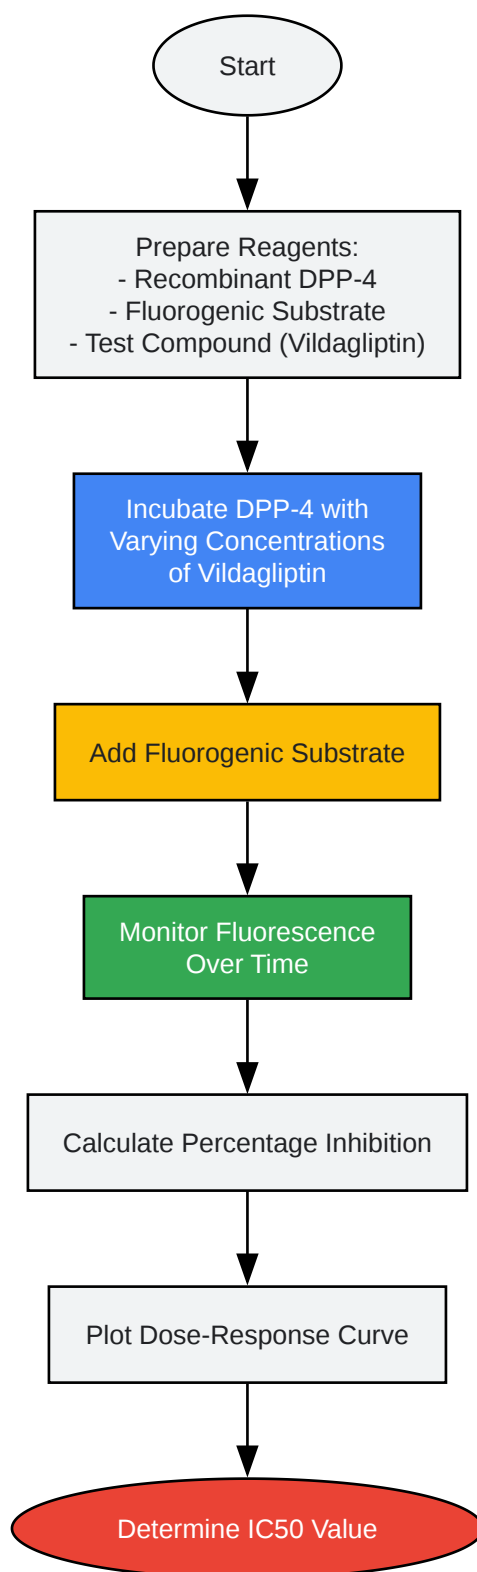 Start
Prepare Reagents:
- Recombinant DPP-4
- Fluorogenic Substrate
- Test Compound (Vildagliptin)
Incubate DPP-4 with
Varying Concentrations
of Vildagliptin
Add Fluorogenic Substrate
Monitor Fluorescence
Over Time
Calculate Percentage Inhibition
Plot Dose-Response Curve
Determine IC50 Value